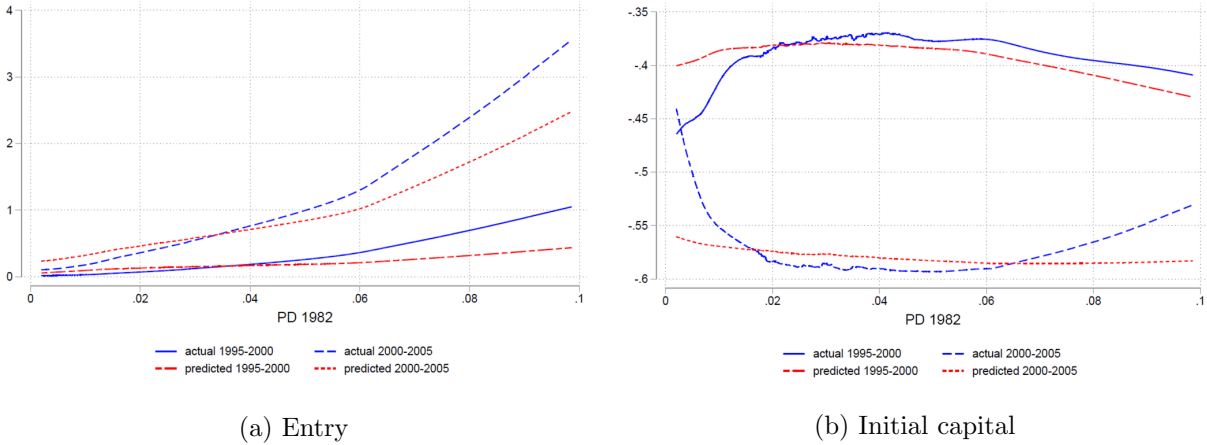 4
3
2
1
0
0 .02 .04 .06 .08 .1
PD 1982
actual 1995-2000 actual 2000-2005
predicted 1995-2000 predicted 2000-2005
(a) Entry
-.35
-.4
-.45
-.5
-.55
-.6
0 .02 .04 .06 .08 .1
PD 1982
actual 1995-2000 actual 2000-2005
predicted 1995-2000 predicted 2000-2005
(b) Initial capital